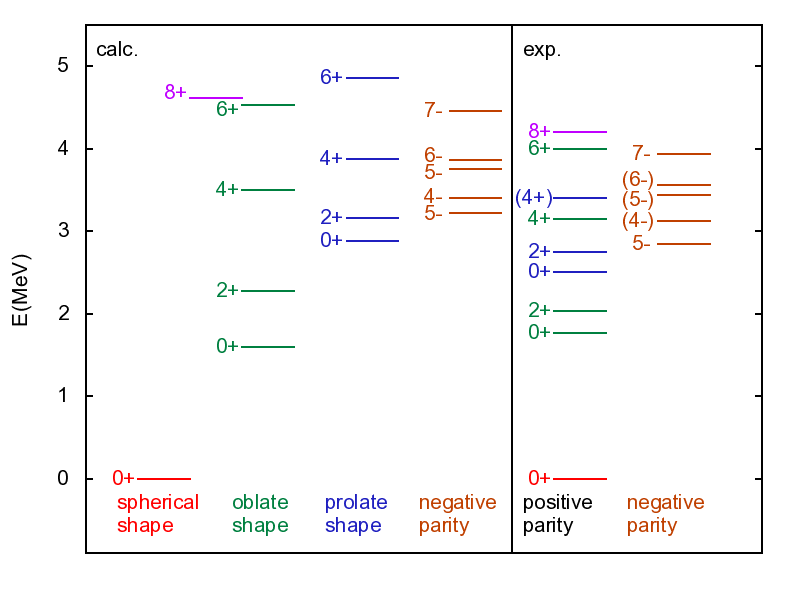 calc.
exp.
E(MeV)
5
4
3
2
1
0
8+
0+
6+
4+
2+
0+
6+
4+
2+
0+
7-
6-
5-
4-
5-
8+
6+
(4+)
4+
2+
0+
2+
0+
0+
7-
(6-)
(5-)
(4-)
5-
spherical
shape
oblate
shape
prolate
shape
negative
parity
positive
parity
negative
parity